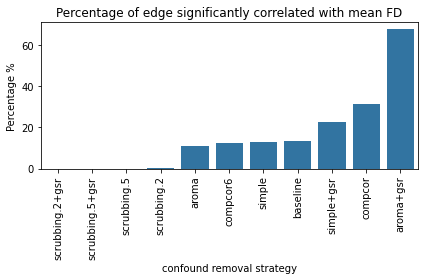 Percentage of edge significantly correlated with mean FD
Percentage %
60
40
20
0
scrubbing.2+gsr
scrubbing.5+gsr
scrubbing.5
scrubbing.2
aroma
compcor6
simple
baseline
simple+gsr
compcor
aroma+gsr
confound removal strategy